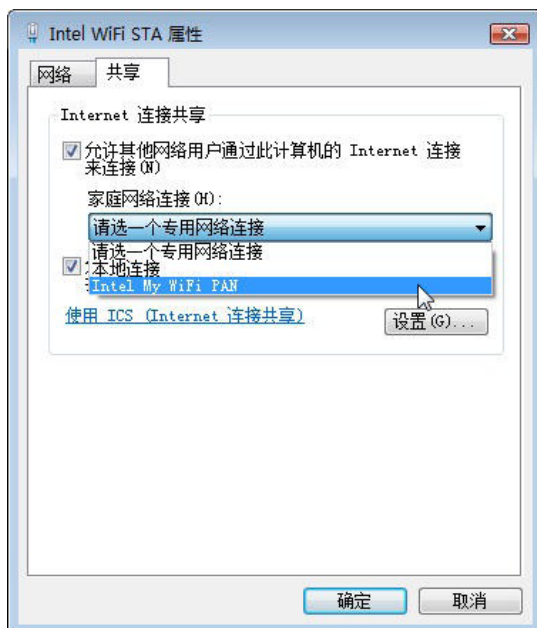 Intel WiFi STA 属性
网络
共享
Internet 连接共享
允许其他网络用户通过此计算机的 Internet 连接
来连接(N)
家庭网络连接(H):
请选一个专用网络连接
请选一个专用网络连接
本地连接
Intel My WiFi PAN
使用 ICS (Internet 连接共享)
设置(G)...
确定
取消